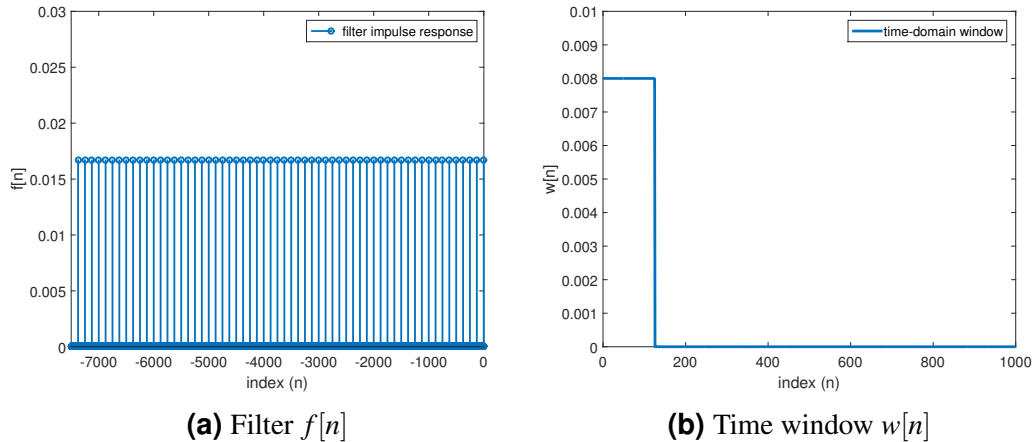 filter impulse response
0.03
0.025
0.02
0.015
0.01
0.005
0
f[n]
-7000 -6000 -5000 -4000 -3000 -2000 -1000 0
index (n)
(a) Filter f[n]
time-domain window
0.01
0.009
0.008
0.007
0.006
0.005
0.004
0.003
0.002
0.001
0
w[n]
0 200 400 600 800 1000
index (n)
(b) Time window w[n]